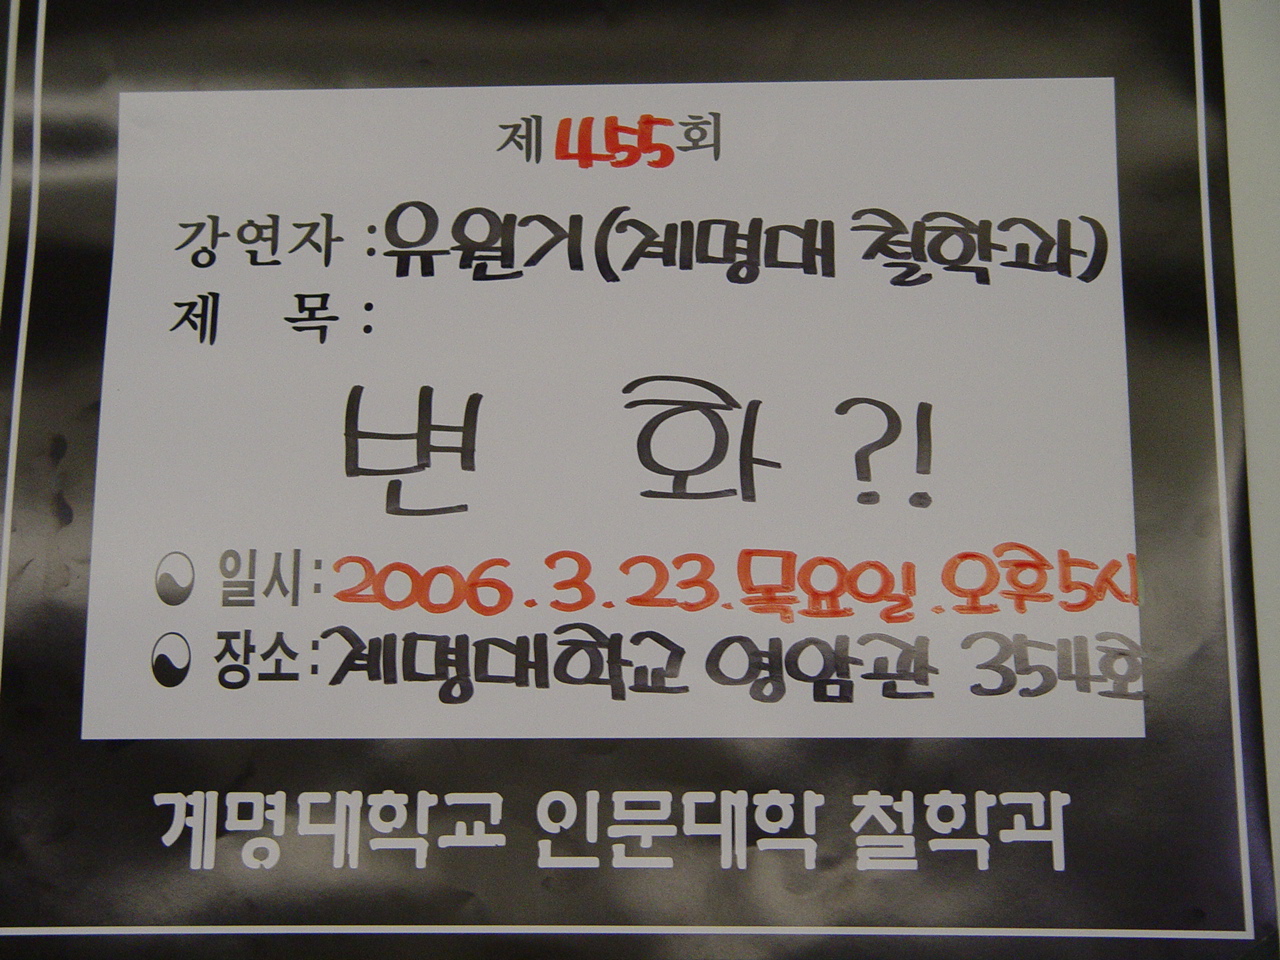 제455회
강연자 : 유원기(계명대 철학과)
제 목 :
변 화 ?!
일시: 2006.3.23.목요일.오후5시
장소: 계명대학교 영암관 354호
계명대학교 인문대학 철학과